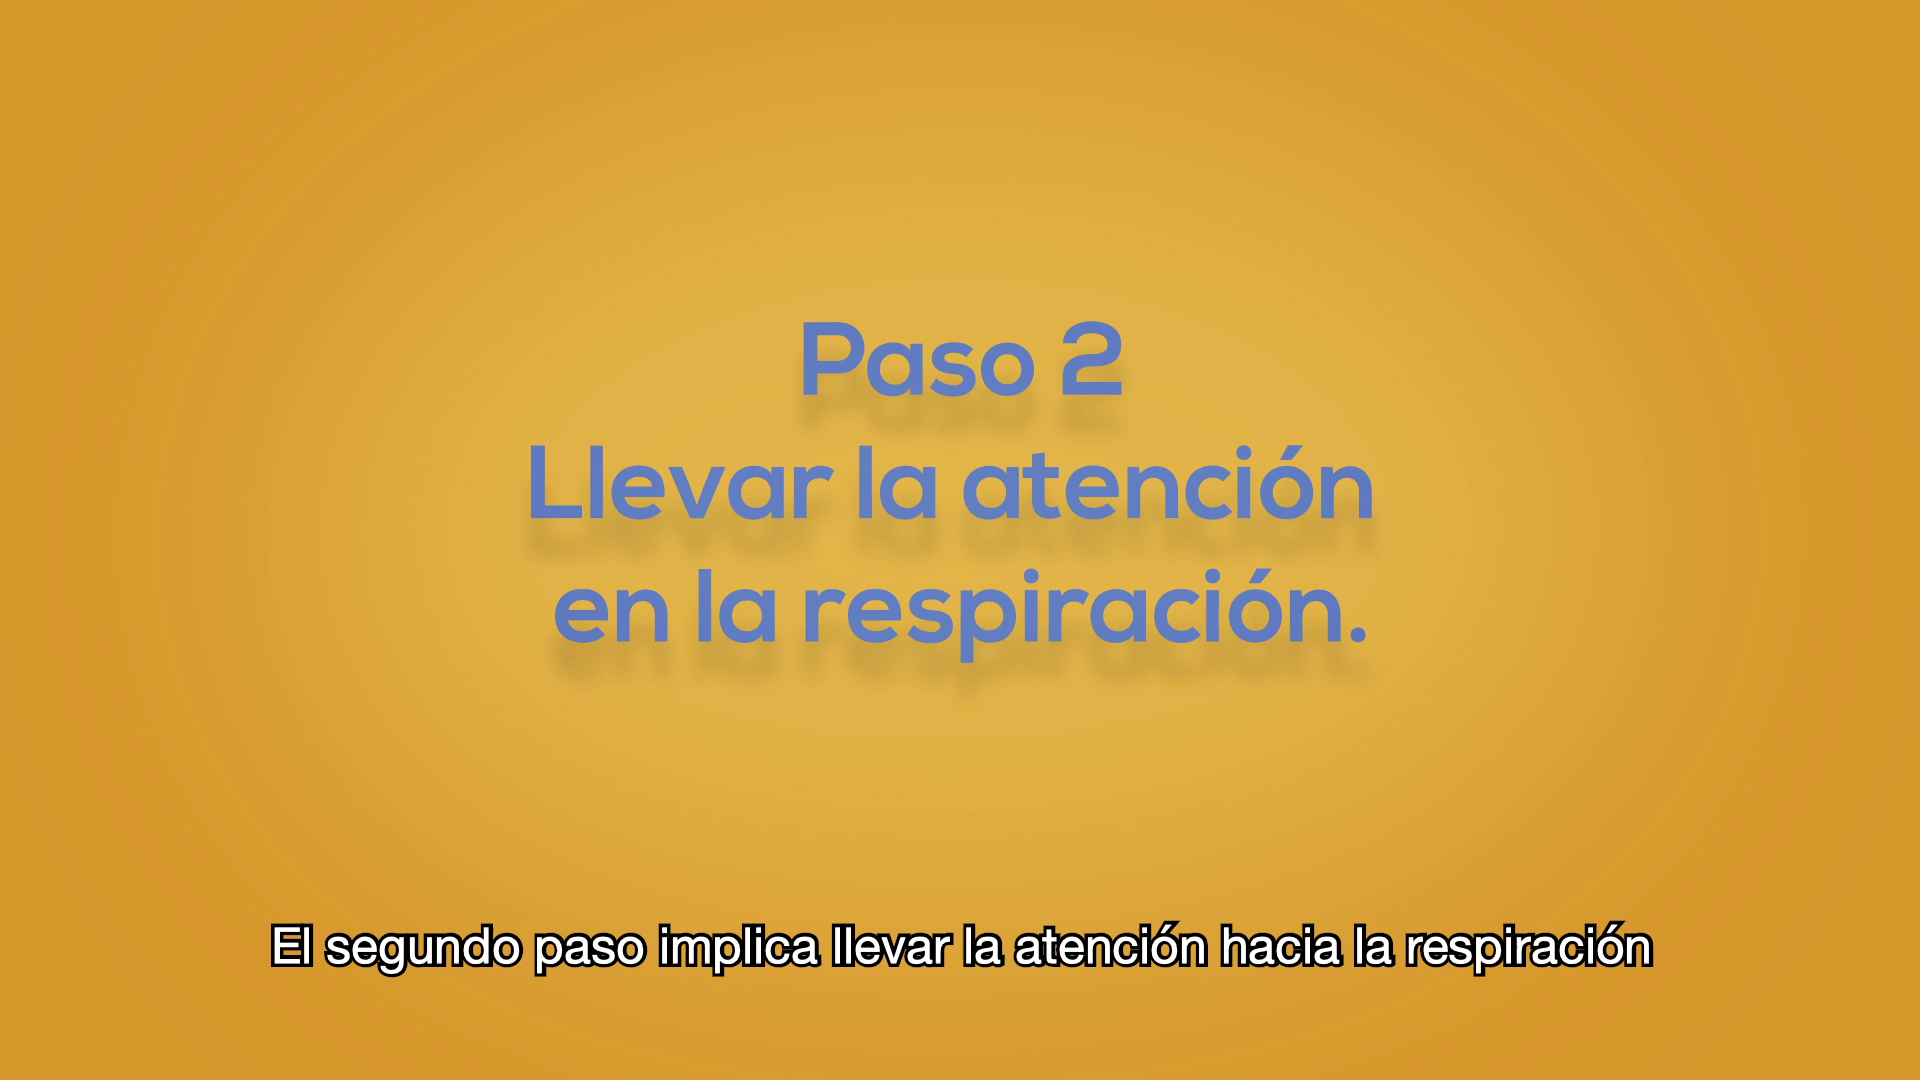 Paso 2
Llevar la atención
en la respiración.
El segundo paso implica llevar la atención hacia la respiración